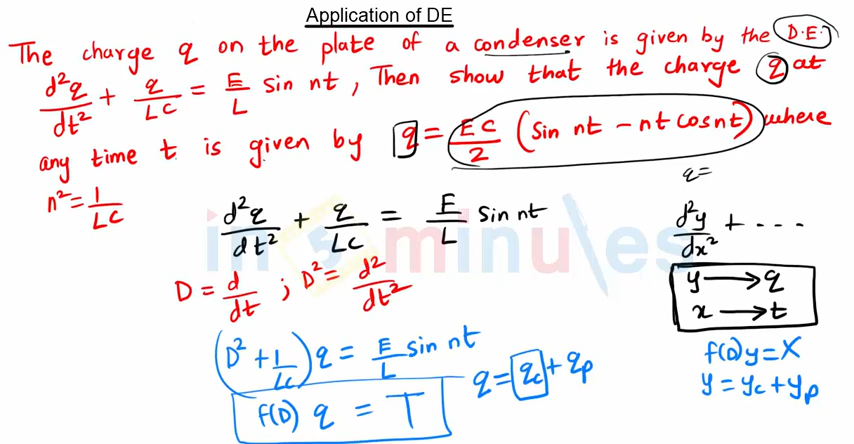 Application of DE
The charge q on the plate of a condenser is given by the D.E.
d²q/dt² + q/LC = E/L sin nt, Then show that the charge q at
any time t is given by q = EC/2 (sin nt - nt cos nt) where
n² = 1/LC
q =
d²q/dt² + q/LC = E/L sin nt
d²y/dx² + ----
D = d/dt ; D² = d²/dt²
y → q
x → t
(D² + 1/LC) q = E/L sin nt
f(D) q = T
q = qc + qp
f(D)y = X
y = yc + yp
in 3 minutes